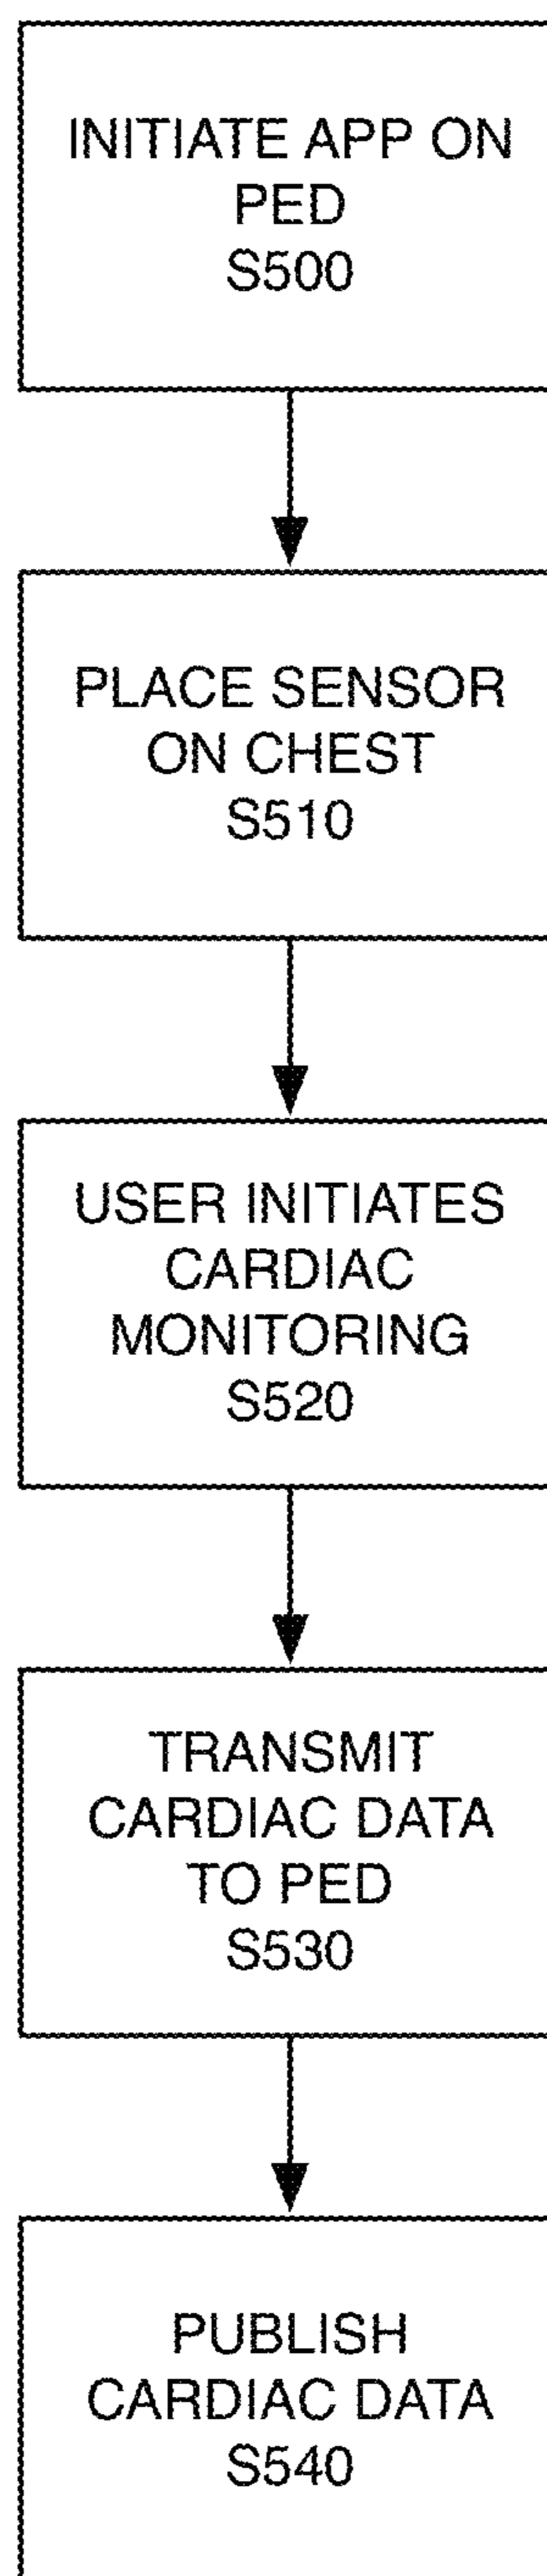 INITIATE APP ON
PED
S500
PLACE SENSOR
ON CHEST
S510
USER INITIATES
CARDIAC
MONITORING
S520
TRANSMIT
CARDIAC DATA
TO PED
S530
PUBLISH
CARDIAC DATA
S540